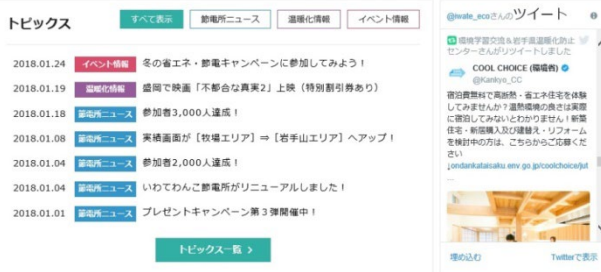 トピックス
すべて表示
節電所ニュース
温暖化情報
イベント情報
2018.01.24 イベント情報 冬の省エネ・節電キャンペーンに参加してみよう！
2018.01.19 温暖化情報 盛岡で映画「不都合な真実2」上映（特別割引券あり）
2018.01.18 節電所ニュース 参加者3,000人達成！
2018.01.08 節電所ニュース 実績画面が［牧場エリア］⇒［岩手山エリア］へアップ！
2018.01.04 節電所ニュース 参加者2,000人達成！
2018.01.04 節電所ニュース いわてわんこ節電所がリニューアルしました！
2018.01.01 節電所ニュース プレゼントキャンペーン第３弾開催中！
トピックス一覧 >
@iwate_ecoさんのツイート
環境学習交流＆岩手県温暖化防止
センターさんがリツイートしました
COOL CHOICE (環境省)
@Kankyo_CC
宿泊費無料で高断熱・省エネ住宅を体験
してみませんか？温熱環境の良さは実際
に宿泊してみないとわかりません！新築
住宅・新居購入及び建替え・リフォーム
を検討中の方は、こちらからご応募くだ
さい
↓ondankataisaku.env.go.jp/coolchoice/jut
...
埋め込む
Twitterで表示